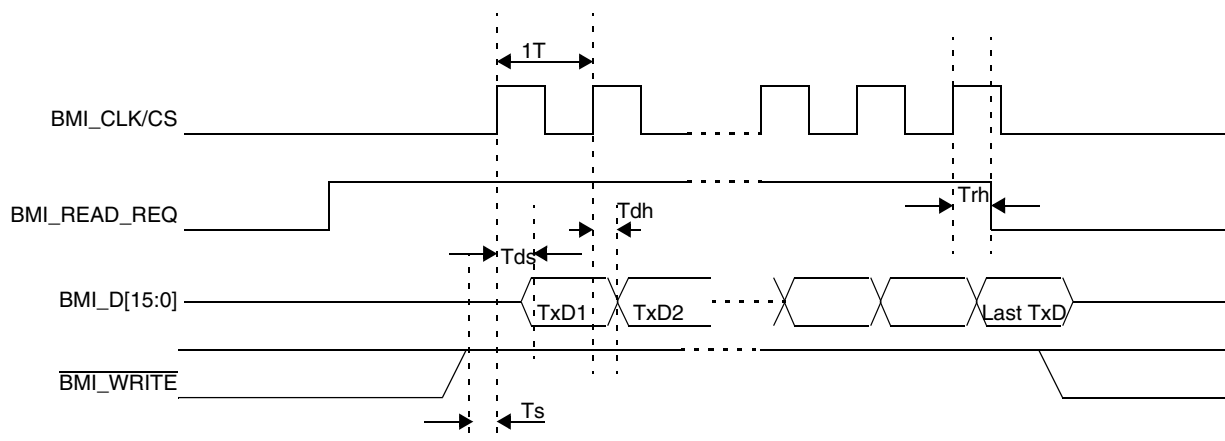 1T
BMI_CLK/CS
BMI_READ_REQ
Trh
Tdh
Tds
BMI_D[15:0]
TxD1
TxD2
Last TxD
BMI_WRITE
Ts